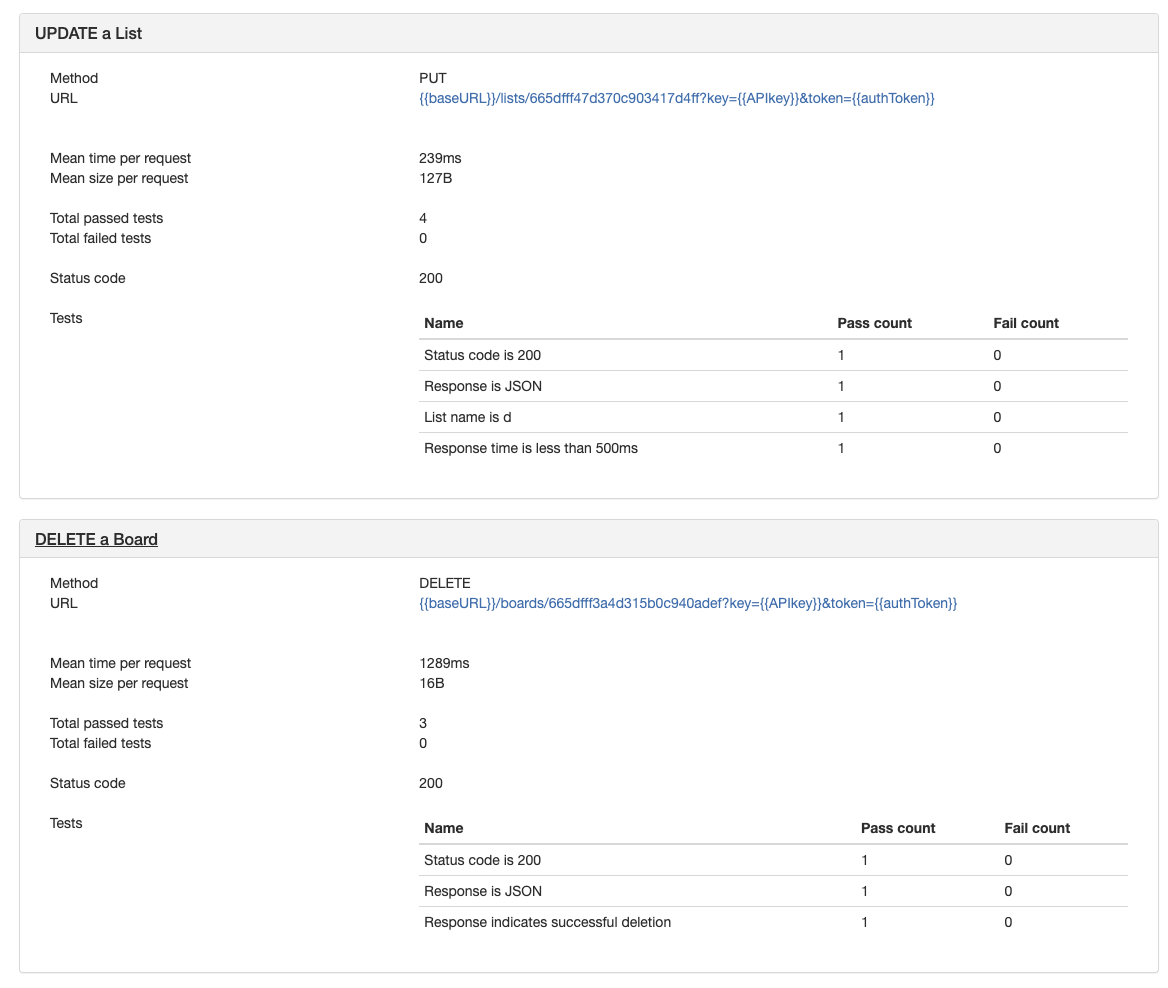 UPDATE a List
Method PUT
URL {{baseURL}}/lists/665dfff47d370c903417d4ff?key={{APIkey}}&token={{authToken}}
Mean time per request 239ms
Mean size per request 127B
Total passed tests 4
Total failed tests 0
Status code 200
Tests
Name Pass count Fail count
Status code is 200 1 0
Response is JSON 1 0
List name is d 1 0
Response time is less than 500ms 1 0
DELETE a Board
Method DELETE
URL {{baseURL}}/boards/665dfff3a4d315b0c940adef?key={{APIkey}}&token={{authToken}}
Mean time per request 1289ms
Mean size per request 16B
Total passed tests 3
Total failed tests 0
Status code 200
Tests
Name Pass count Fail count
Status code is 200 1 0
Response is JSON 1 0
Response indicates successful deletion 1 0